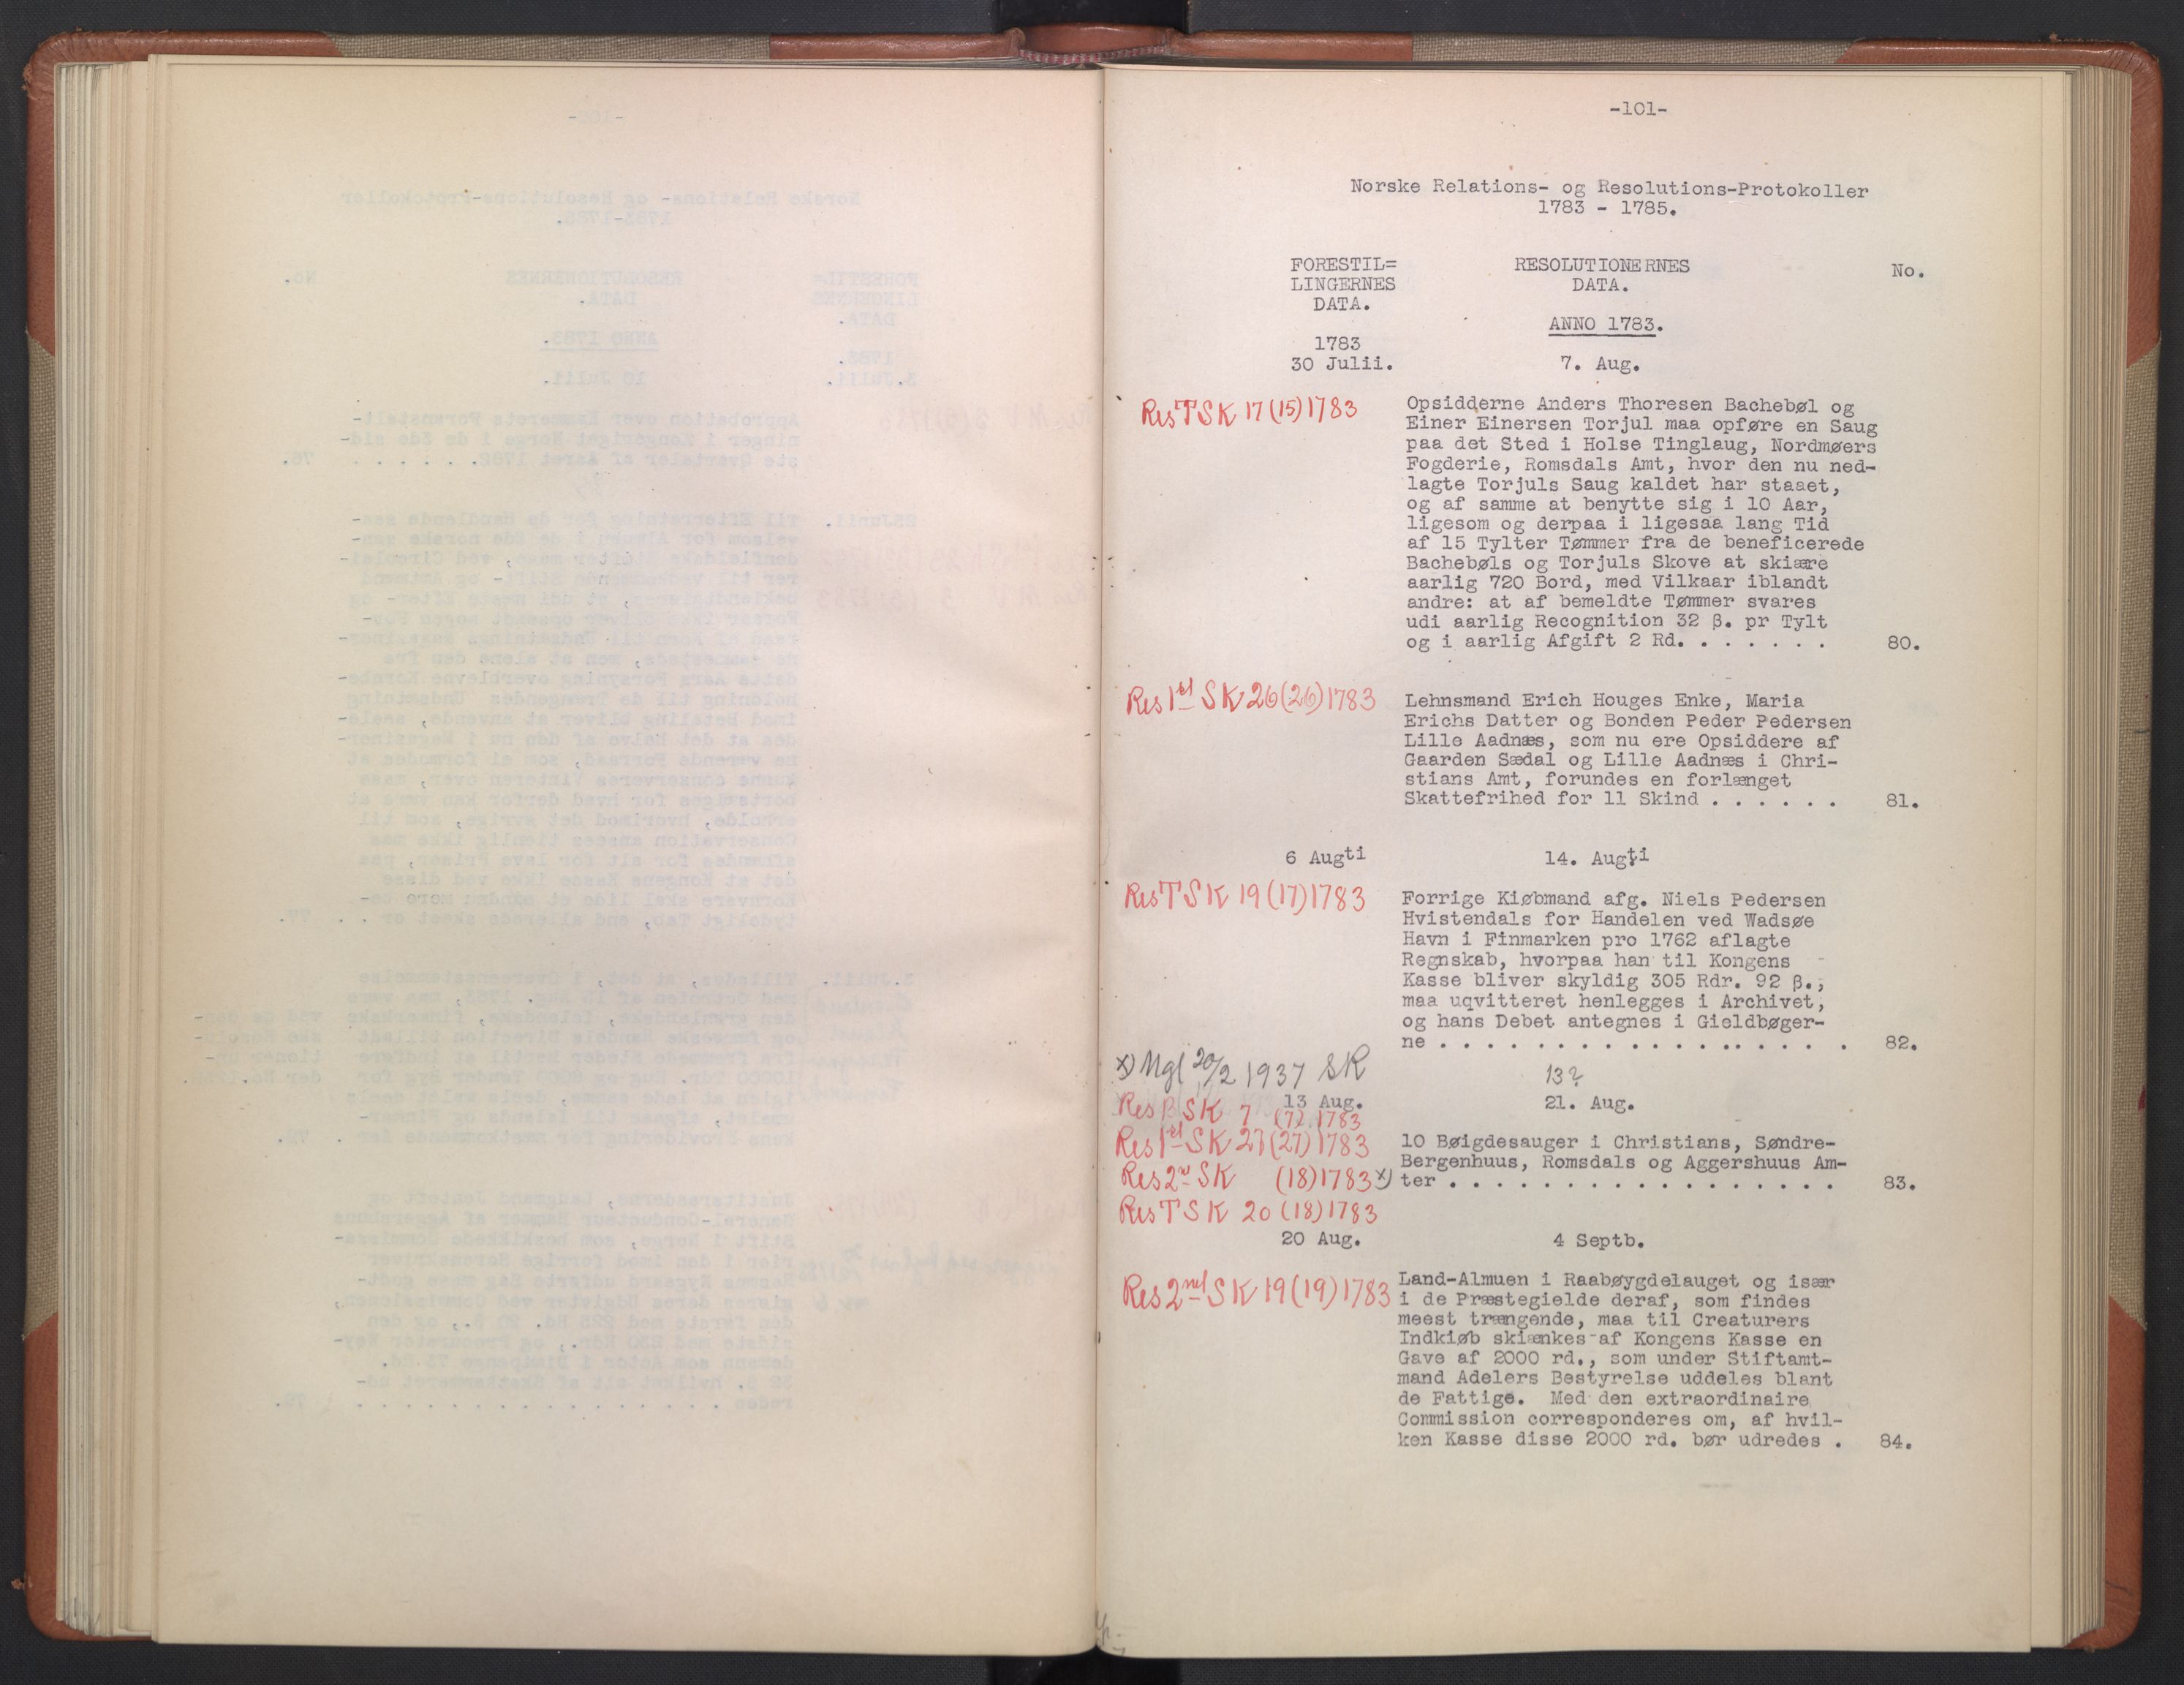 -101-
Norske Relations- og Resolutions-Protokoller
1783 - 1785.
FORESTIL=
LINGERNES
DATA.
RESOLUTIONERNES
DATA.
No.
ANNO 1783.
1783
30 Julii.
7. Aug.
Res T SK 17 (15) 1783
Opsidderne Anders Thoresen Bachebøl og
Einer Einersen Torjul maa opføre en Saug
paa det Sted i Holse Tinglaug, Nordmøers
Fogderie, Romsdals Amt, hvor den nu ned-
lagte Torjuls Saug kaldet har staaet,
og af samme at benytte sig i 10 Aar,
ligesom og derpaa i ligesaa lang Tid
af 15 Tylter Tømmer fra de beneficerede
Bachebøls og Torjuls Skove at skiære
aarlig 720 Bord, med Vilkaar iblandt
andre: at af bemeldte Tømmer svares
udi aarlig Recognition 32 β. pr Tylt
og i aarlig Afgift 2 Rd. . . . . . . 80.
Res 1st SK 26 (26) 1783
Lehnsmand Erich Houges Enke, Maria
Erichs Datter og Bonden Peder Pedersen
Lille Aadnæs, som nu ere Opsiddere af
Gaarden Sædal og Lille Aadnæs i Chri-
stians Amt, forundes en forlænget
Skattefrihed for 11 Skind . . . . . . 81.
6 Augti
14. Augti
Res T SK 19 (17) 1783
Forrige Kiøbmand afg. Niels Pedersen
Hvistendals for Handelen ved Wadsøe
Havn i Finmarken pro 1762 aflagte
Regnskab, hvorpaa han til Kongens
Kasse bliver skyldig 305 Rdr. 92 β.,
maa uqvitteret henlegges i Archivet,
og hans Debet antegnes i Gieldbøger-
ne . . . . . . . . . . . . . . . . . 82.
x) Mgl 20/2 1937 SK
13?
13 Aug.
21. Aug.
Res B SK 7 (7) 1783
Res 1st SK 27 (27) 1783
Res 2n SK (18) 1783 x)
Res T SK 20 (18) 1783
10 Bøigdesauger i Christians, Søndre-
Bergenhuus, Romsdals og Aggershuus Am-
ter . . . . . . . . . . . . . . . . . 83.
20 Aug.
4 Septb.
Res 2nd SK 19 (19) 1783
Land-Almuen i Raabøygdelauget og især
i de Præstegielde deraf, som findes
meest trængende, maa til Creaturers
Indkiøb skiænkes af Kongens Kasse en
Gave af 2000 rd., som under Stiftamt-
mand Adelers Bestyrelse uddeles blant
de Fattige. Med den extraordinaire
Commission corresponderes om, af hvil-
ken Kasse disse 2000 rd. bør udredes . 84.